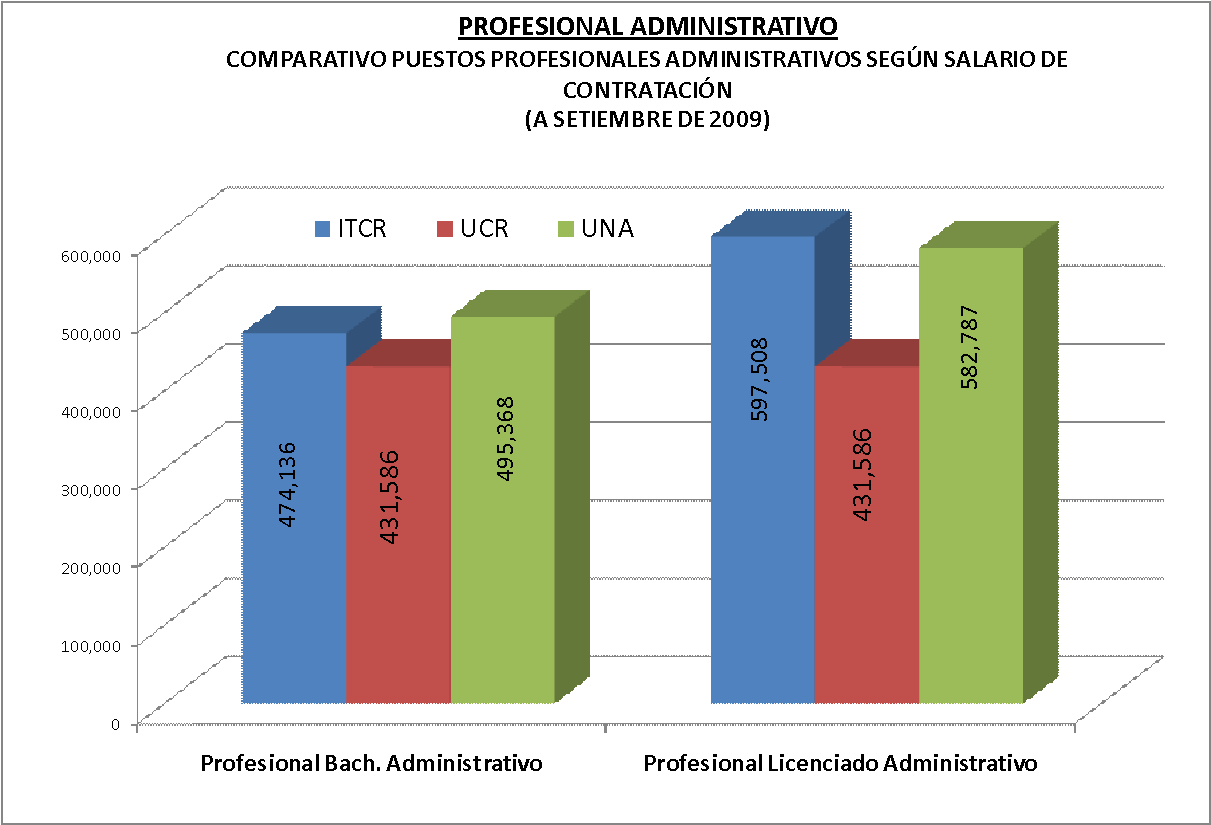 PROFESIONAL ADMINISTRATIVO
COMPARATIVO PUESTOS PROFESIONALES ADMINISTRATIVOS SEGÚN SALARIO DE
CONTRATACIÓN
(A SETIEMBRE DE 2009)
ITCR UCR UNA
600,000
500,000
400,000
300,000
200,000
100,000
0
474,136
431,586
495,368
597,508
431,586
582,787
Profesional Bach. Administrativo
Profesional Licenciado Administrativo